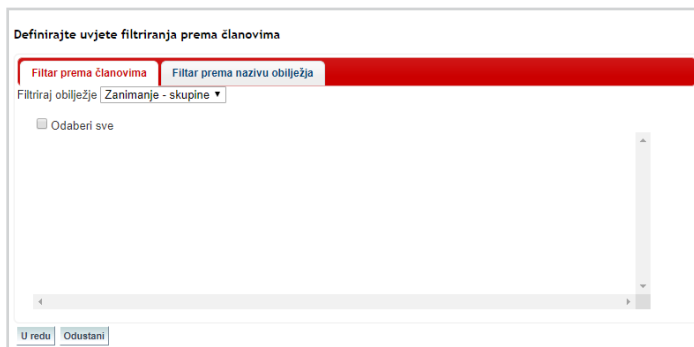 Definirajte uvjete filtriranja prema članovima
Filtar prema članovima Filtar prema nazivu obilježja
Filtriraj obilježje Zanimanje - skupine
Odaberi sve
U redu Odustani